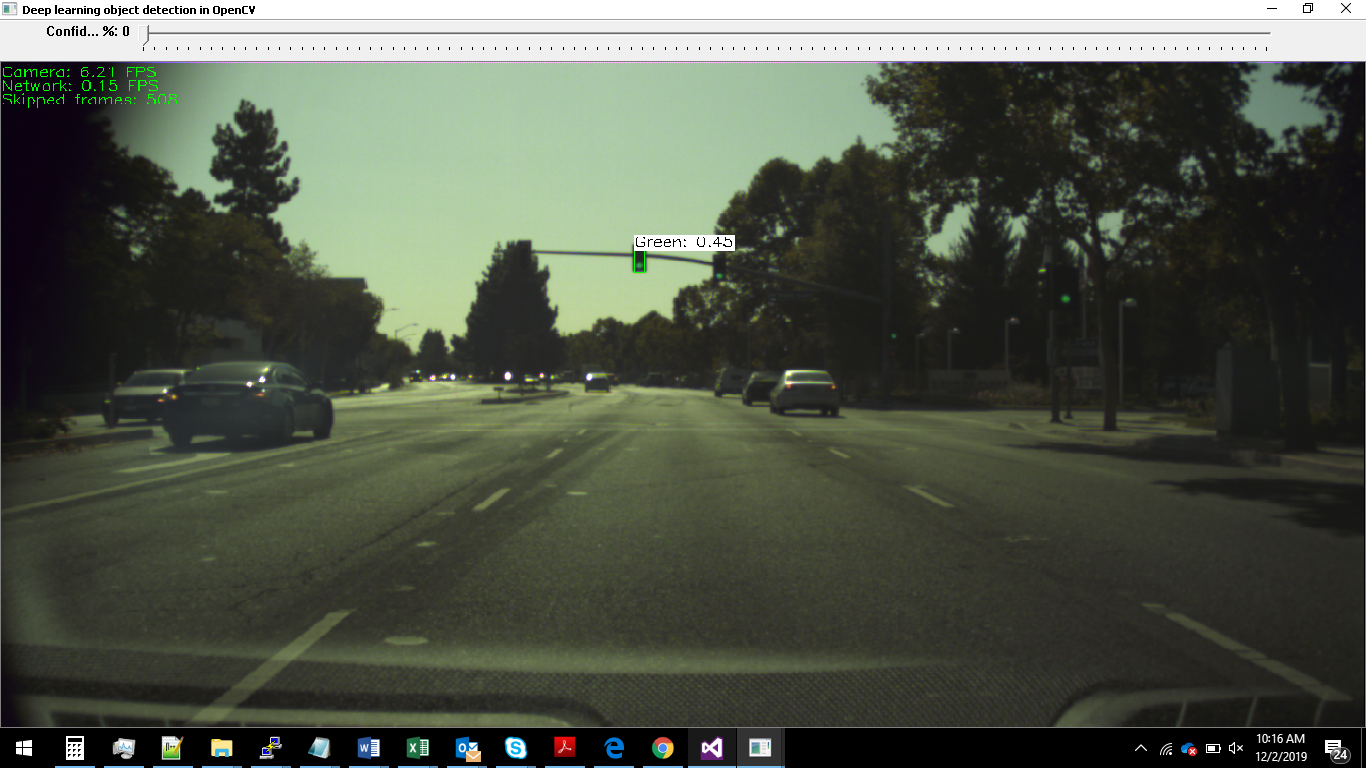 Deep learning object detection in OpenCV
Confid... %: 0
Camera: 6.21 FPS
Network: 0.15 FPS
Skipped frames: 508
Green: 0.45
10:16 AM
12/2/2019
24